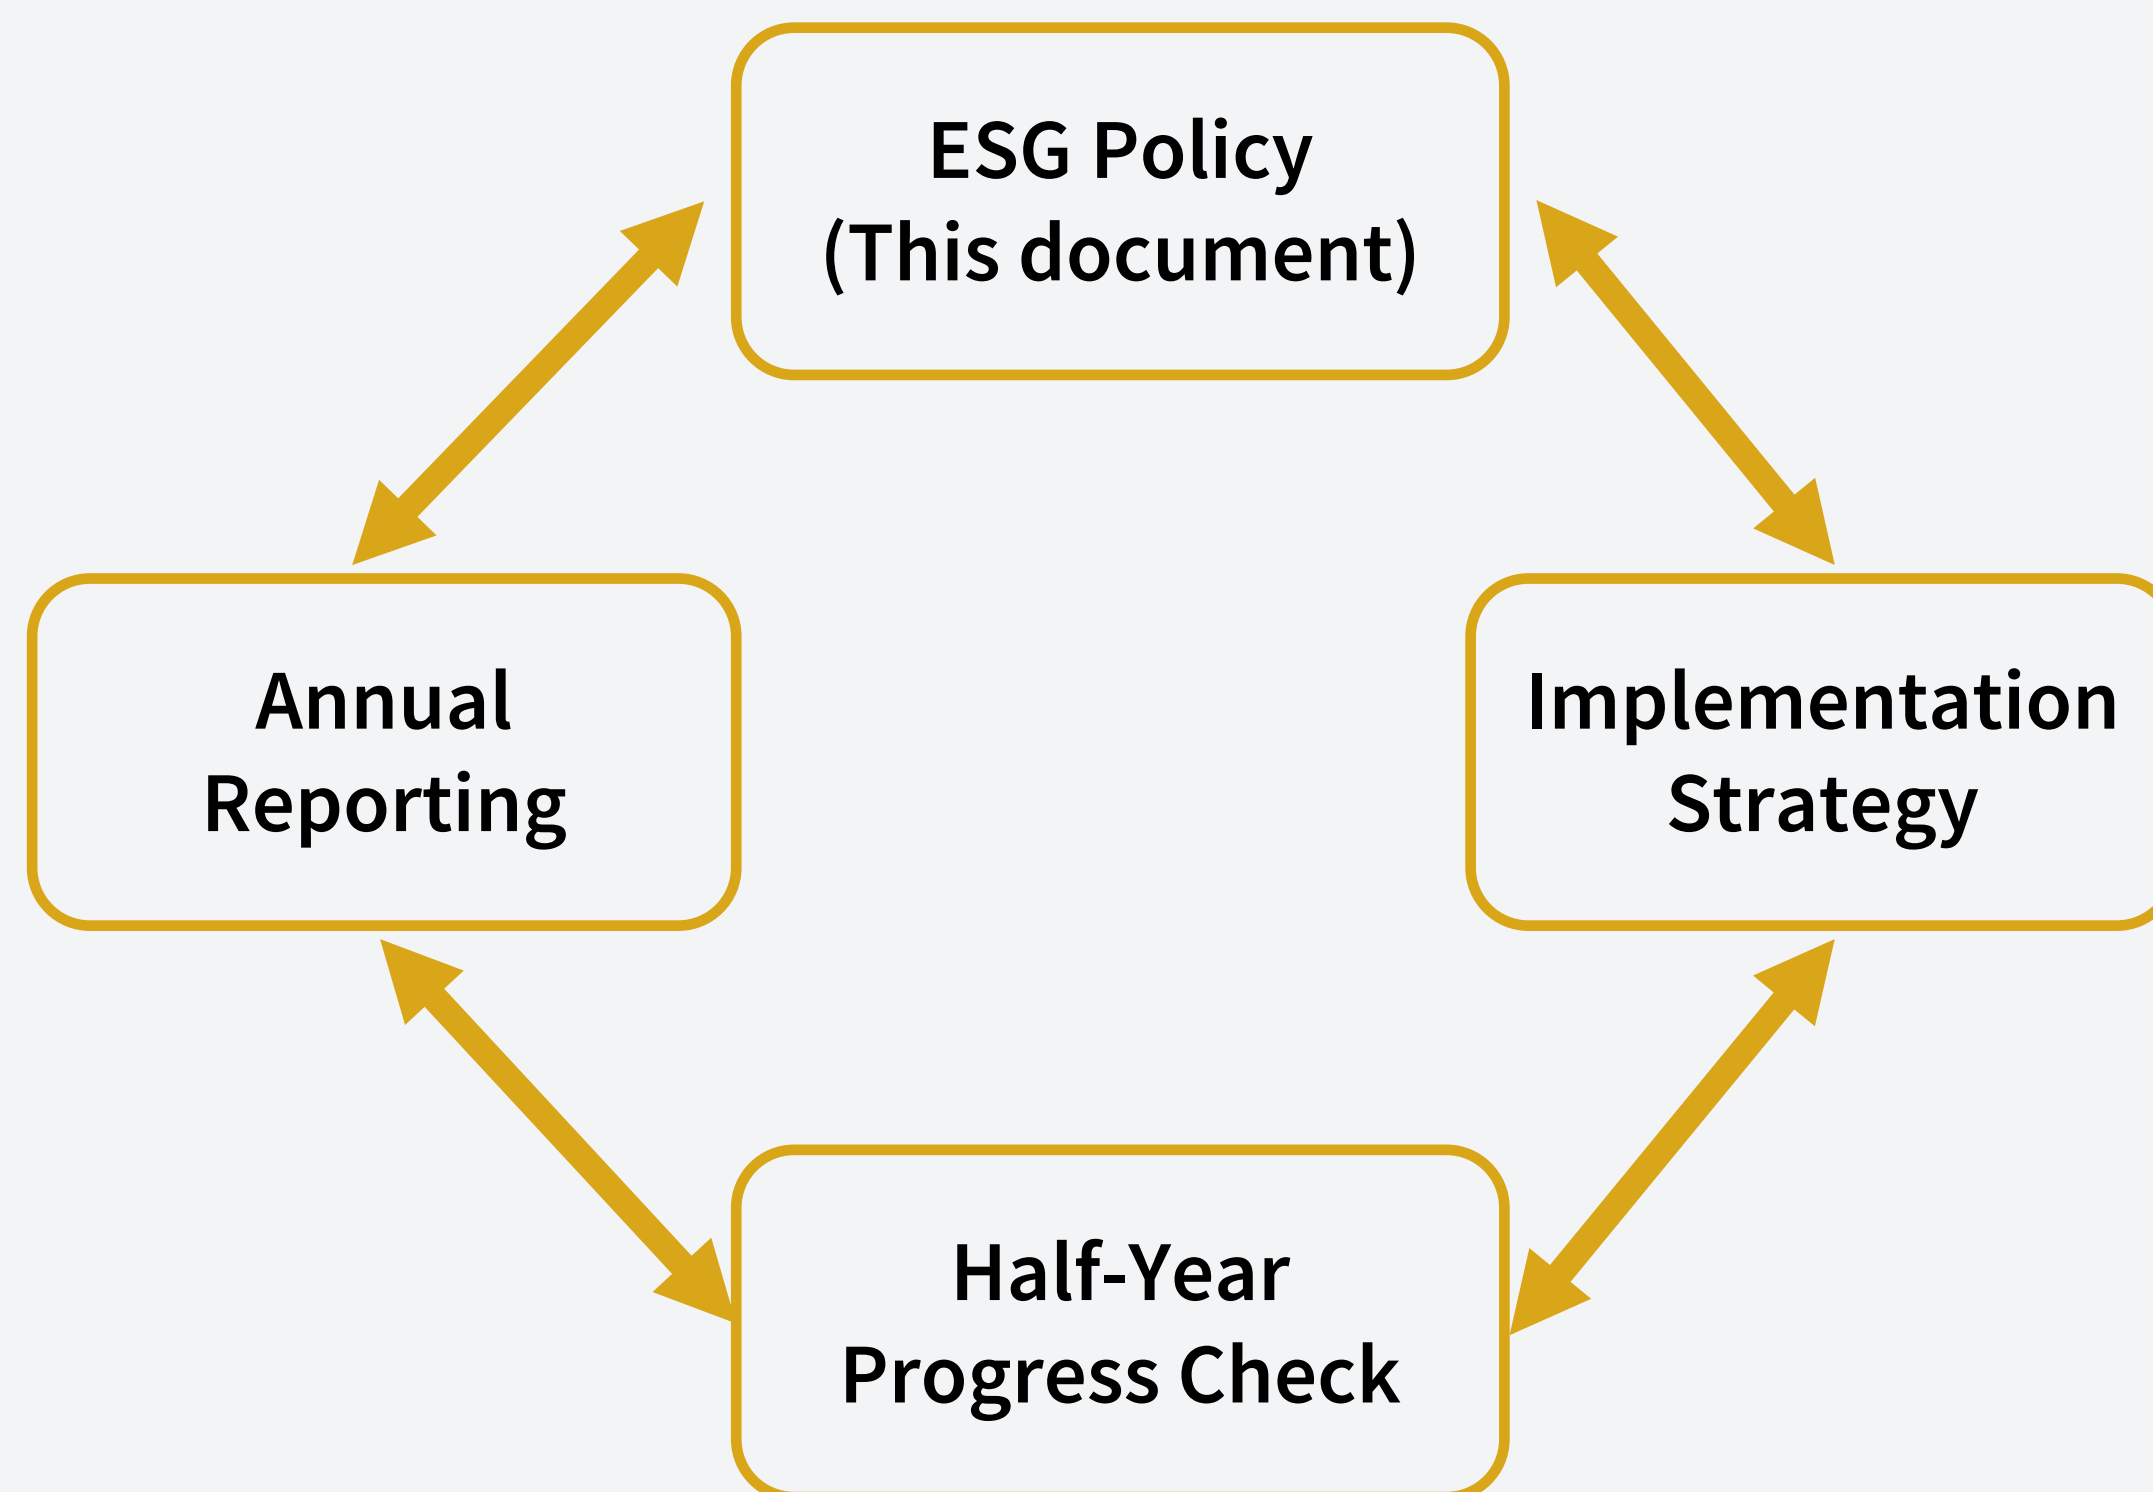 ESG Policy
(This document)
Annual
Reporting
Implementation
Strategy
Half-Year
Progress Check